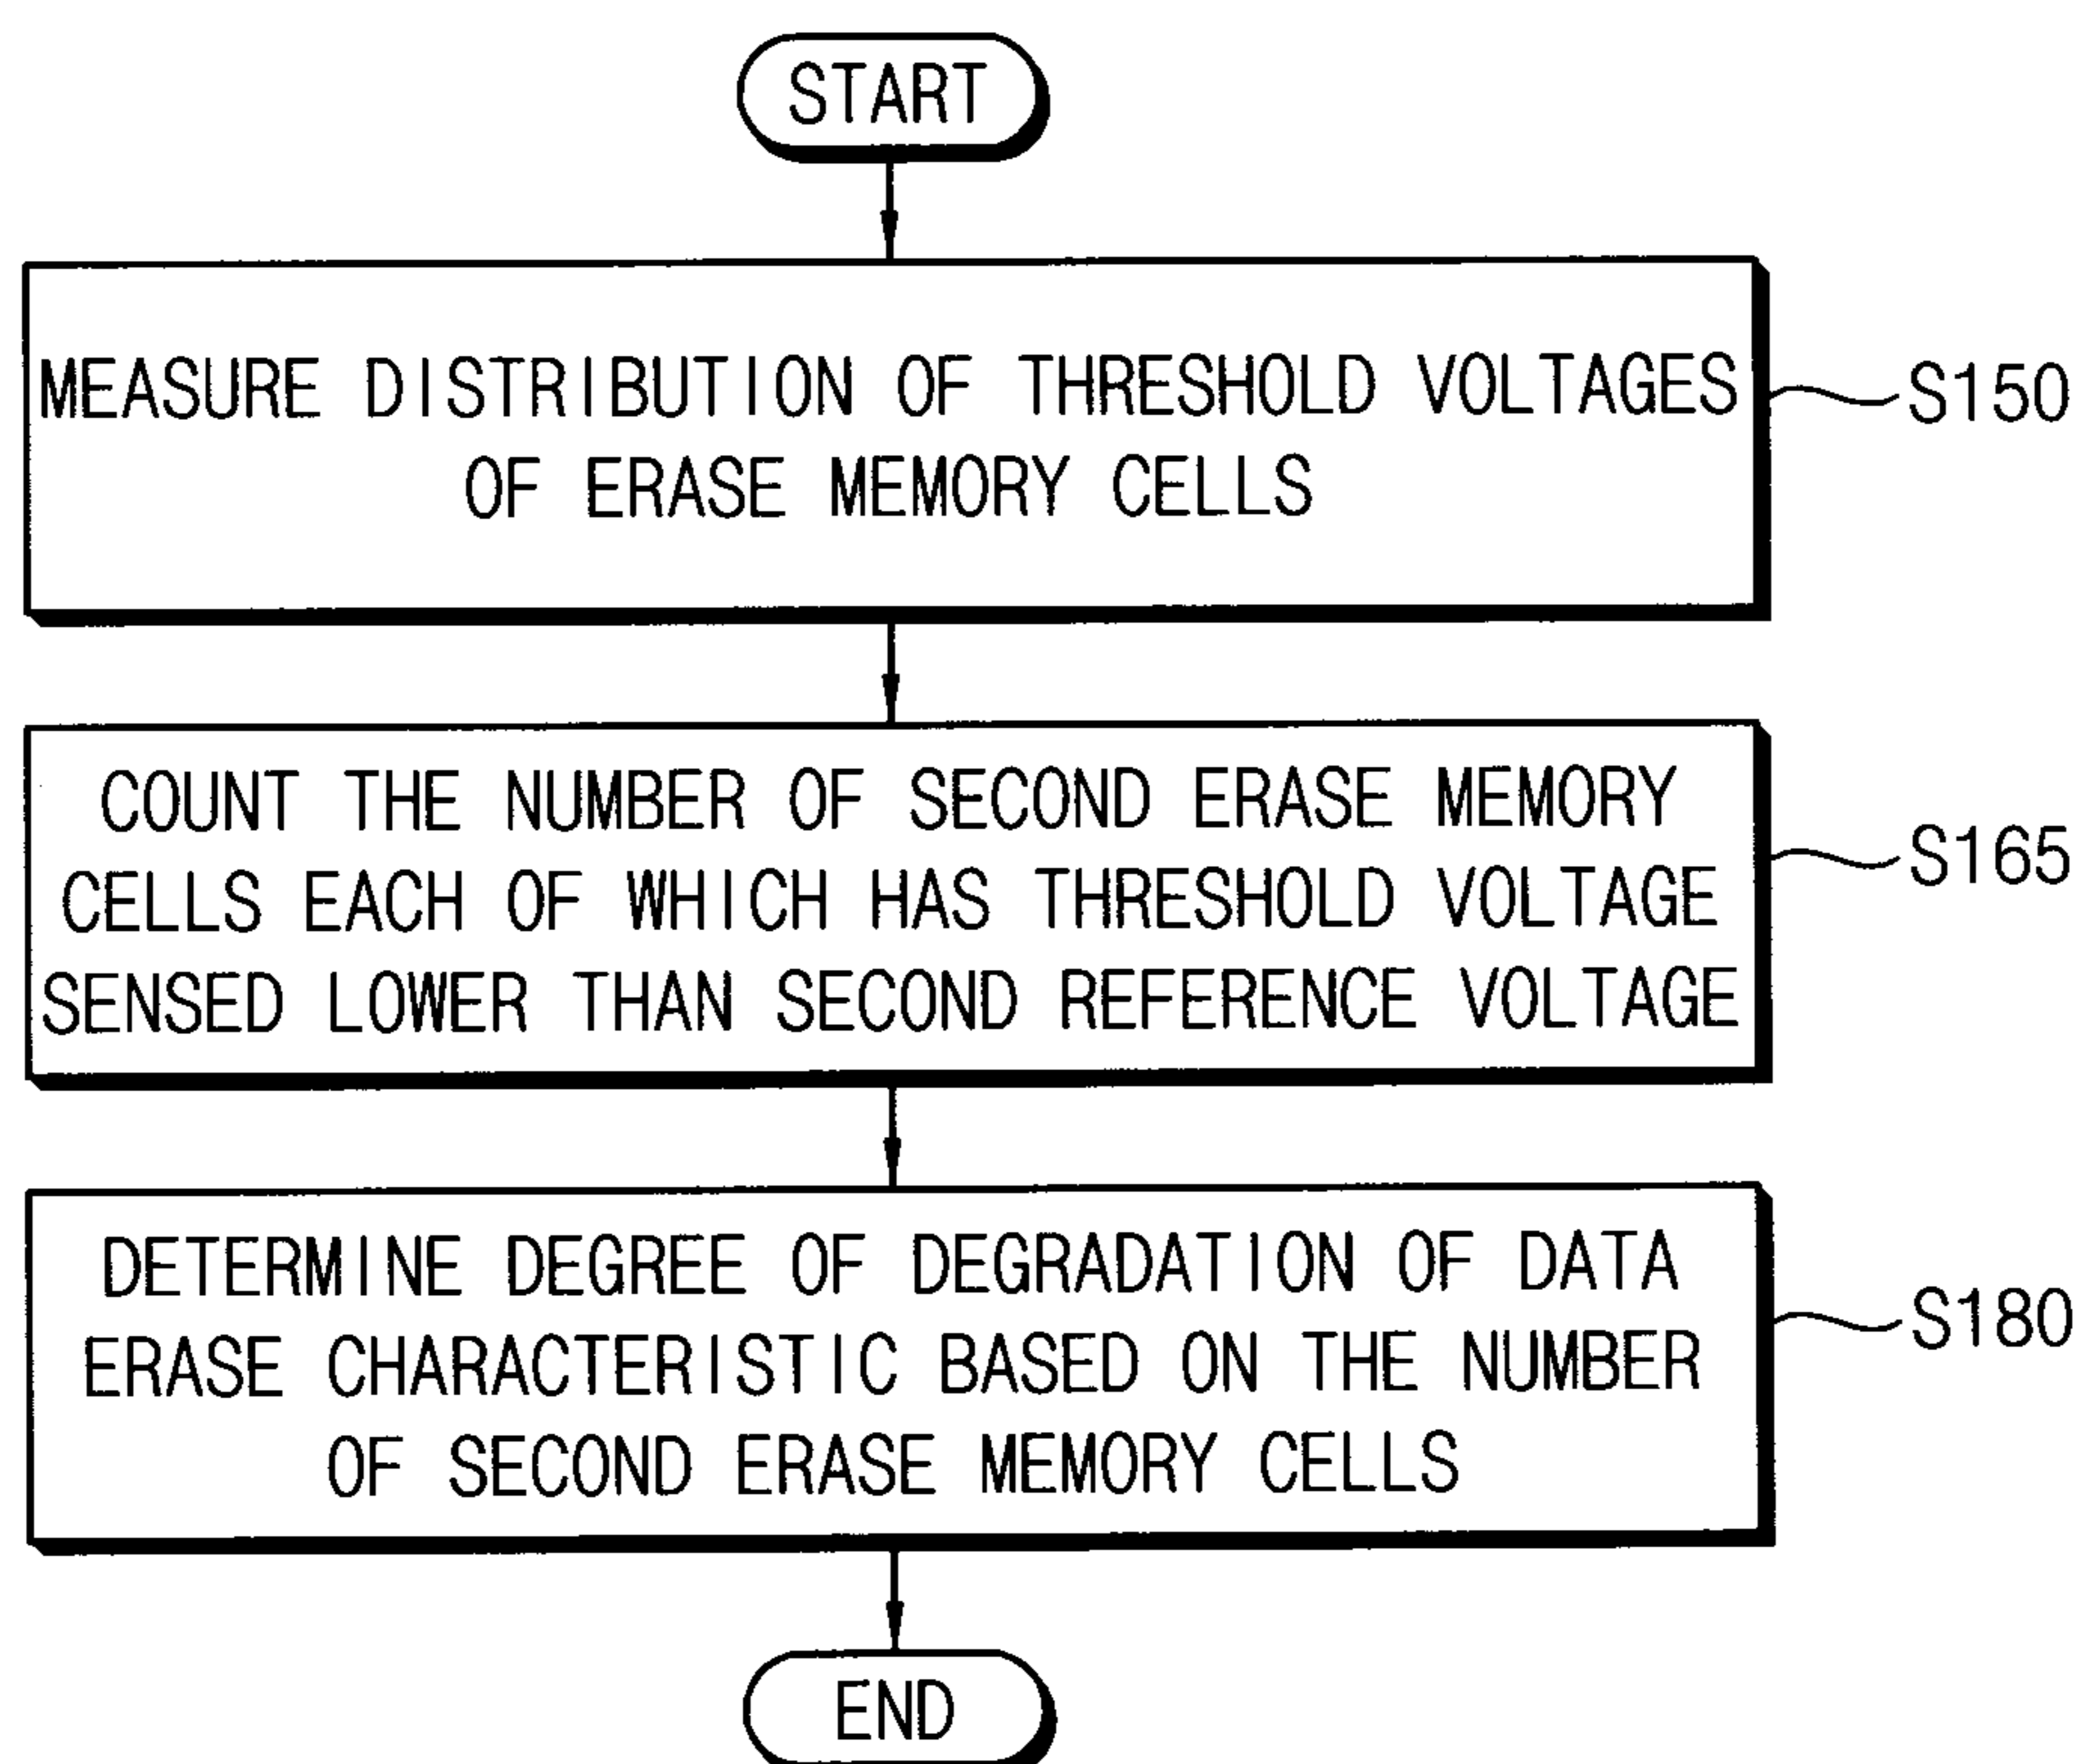 START
MEASURE DISTRIBUTION OF THRESHOLD VOLTAGES
OF ERASE MEMORY CELLS
S150
COUNT THE NUMBER OF SECOND ERASE MEMORY
CELLS EACH OF WHICH HAS THRESHOLD VOLTAGE
SENSED LOWER THAN SECOND REFERENCE VOLTAGE
S165
DETERMINE DEGREE OF DEGRADATION OF DATA
ERASE CHARACTERISTIC BASED ON THE NUMBER
OF SECOND ERASE MEMORY CELLS
S180
END